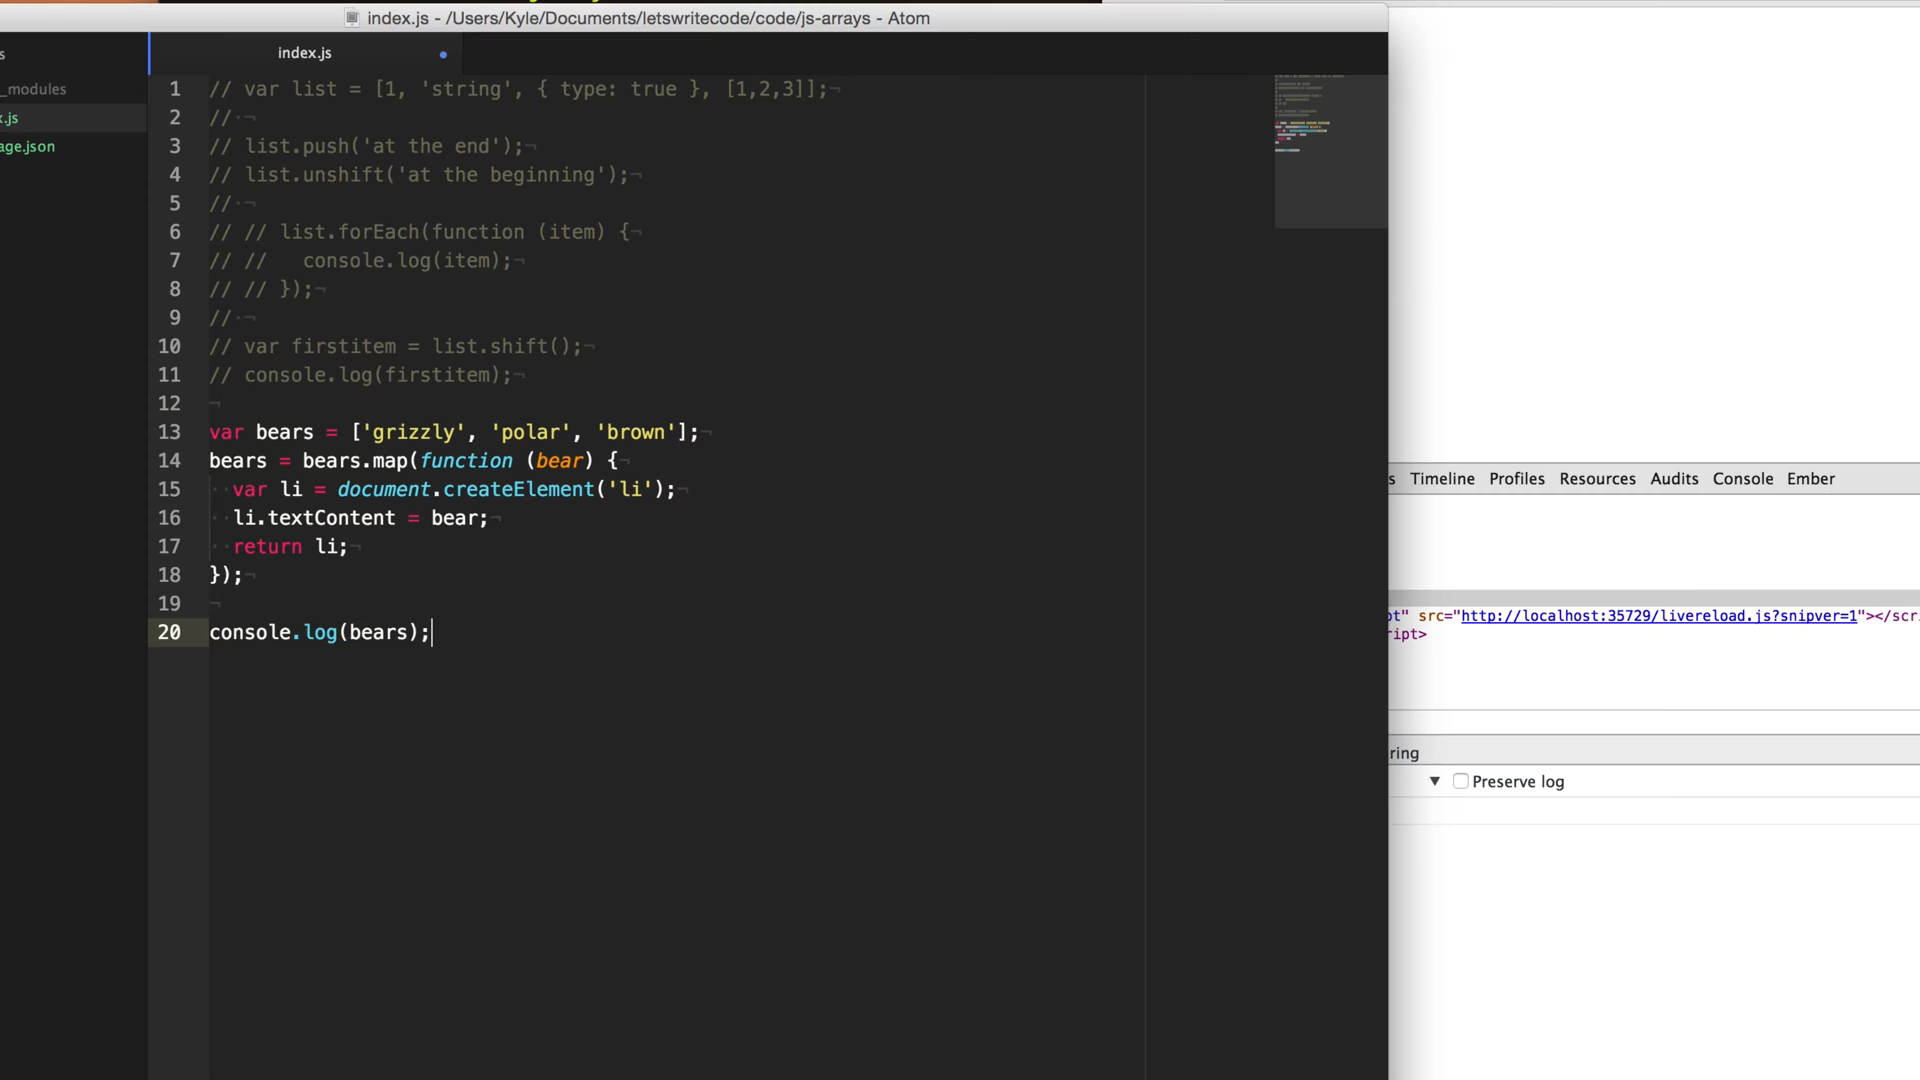 index.js - /Users/Kyle/Documents/letswritecode/code/js-arrays - Atom
index.js
s
_modules
x.js
age.json
1 // var list = [1, 'string', { type: true }, [1,2,3]];¬
2 //·¬
3 // list.push('at the end');¬
4 // list.unshift('at the beginning');¬
5 //·¬
6 // // list.forEach(function (item) {¬
7 // //   console.log(item);¬
8 // // });¬
9 //·¬
10 // var firstitem = list.shift();¬
11 // console.log(firstitem);¬
12 ¬
13 var bears = ['grizzly', 'polar', 'brown'];¬
14 bears = bears.map(function (bear) {¬
15 ··var li = document.createElement('li');¬
16 ··li.textContent = bear;¬
17 ··return li;¬
18 });¬
19 ¬
20 console.log(bears);
s Timeline Profiles Resources Audits Console Ember
pt" src="http://localhost:35729/livereload.js?snipver=1"></scri
ript>
ring
▼ Preserve log